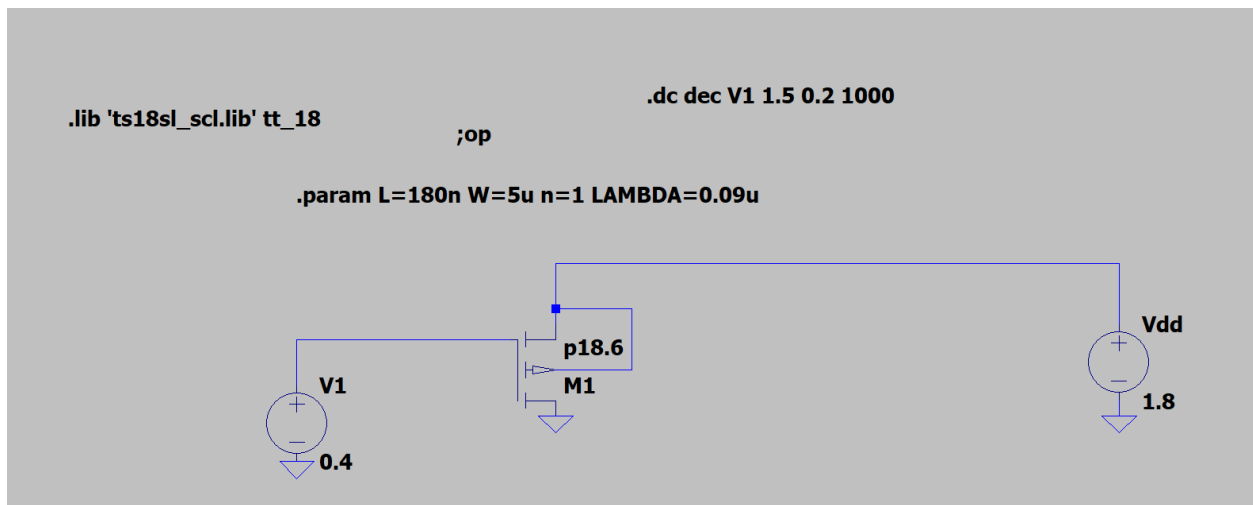 .dc dec V1 1.5 0.2 1000
.lib 'ts18sl_scl.lib' tt_18
;op
.param L=180n W=5u n=1 LAMBDA=0.09u
Vdd
p18.6
V1
M1
1.8
0.4